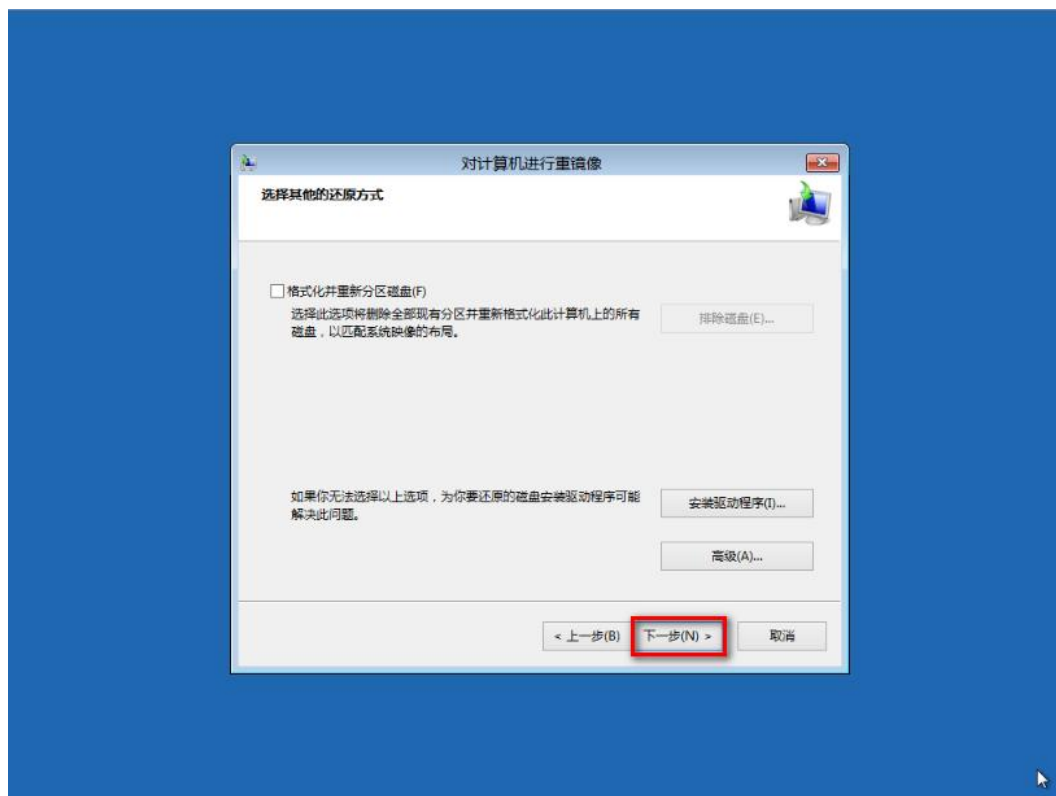 对计算机进行重镜像
选择其他的还原方式
格式化并重新分区磁盘(F)
选择此选项将删除全部现有分区并重新格式化此计算机上的所有
磁盘，以匹配系统映像的布局。
排除磁盘(E)...
如果你无法选择以上选项，为你要还原的磁盘安装驱动程序可能
解决此问题。
安装驱动程序(I)...
高级(A)...
< 上一步(B)
下一步(N) >
取消